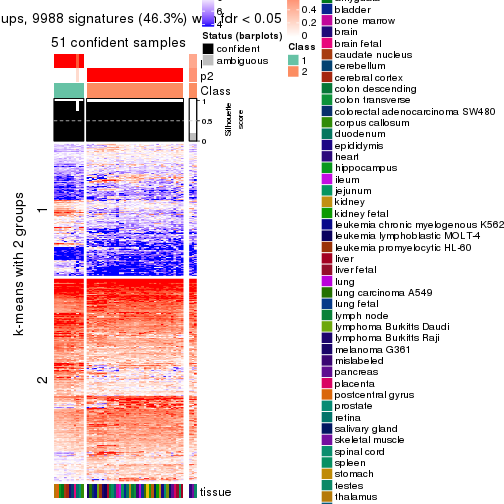 ups, 9988 signatures (46.3%) with fdr < 0.05
51 confident samples
p2
Class
1
0.5
0
Silhouette
score
k-means with 2 groups
1
2
tissue
6
4
Status (barplots)
confident
ambiguous
0.4
0.2
0
Class
1
2
bladder
bone marrow
brain
brain fetal
caudate nucleus
cerebellum
cerebral cortex
colon descending
colon transverse
colorectal adenocarcinoma SW480
corpus callosum
duodenum
epididymis
heart
hippocampus
ileum
jejunum
kidney
kidney fetal
leukemia chronic myelogenous K562
leukemia lymphoblastic MOLT-4
leukemia promyelocytic HL-60
liver
liver fetal
lung
lung carcinoma A549
lung fetal
lymph node
lymphoma Burkitts Daudi
lymphoma Burkitts Raji
melanoma G361
mislabeled
pancreas
placenta
postcentral gyrus
prostate
retina
salivary gland
skeletal muscle
spinal cord
spleen
stomach
testes
thalamus